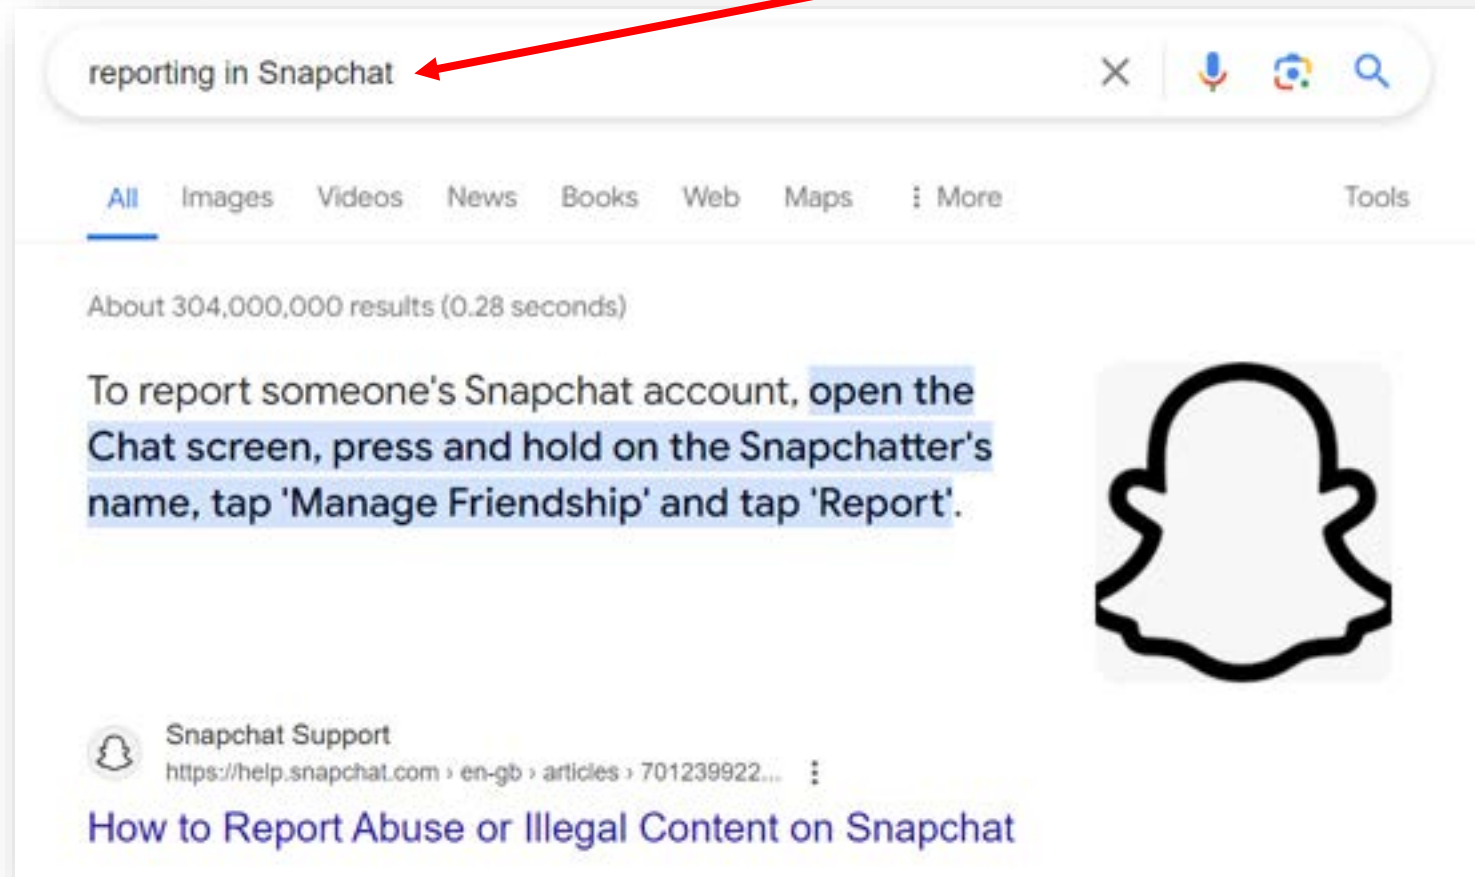 reporting in Snapchat
All Images Videos News Books Web Maps More Tools
About 304,000,000 results (0.28 seconds)
To report someone's Snapchat account, open the
Chat screen, press and hold on the Snapchatter's
name, tap 'Manage Friendship' and tap 'Report'.
Snapchat Support
https://help.snapchat.com › en-gb › articles › 701239922...
How to Report Abuse or Illegal Content on Snapchat